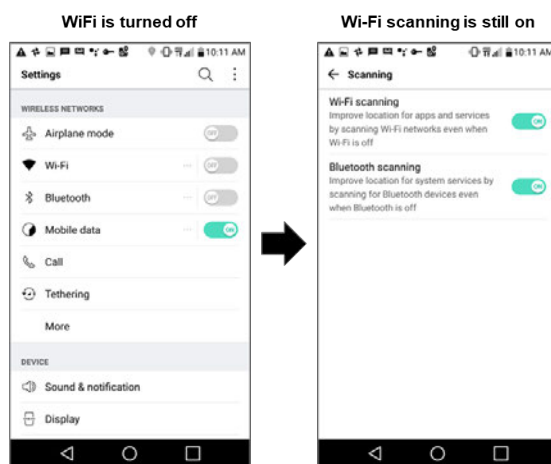 WiFi is turned off
10:11 AM
Settings
WIRELESS NETWORKS
Airplane mode
OFF
Wi-Fi
OFF
Bluetooth
OFF
Mobile data
ON
Call
Tethering
More
DEVICE
Sound & notification
Display
Wi-Fi scanning is still on
10:11 AM
Scanning
Wi-Fi scanning
Improve location for apps and services
by scanning Wi-Fi networks even when
Wi-Fi is off
ON
Bluetooth scanning
Improve location for system services by
scanning for Bluetooth devices even
when Bluetooth is off
ON